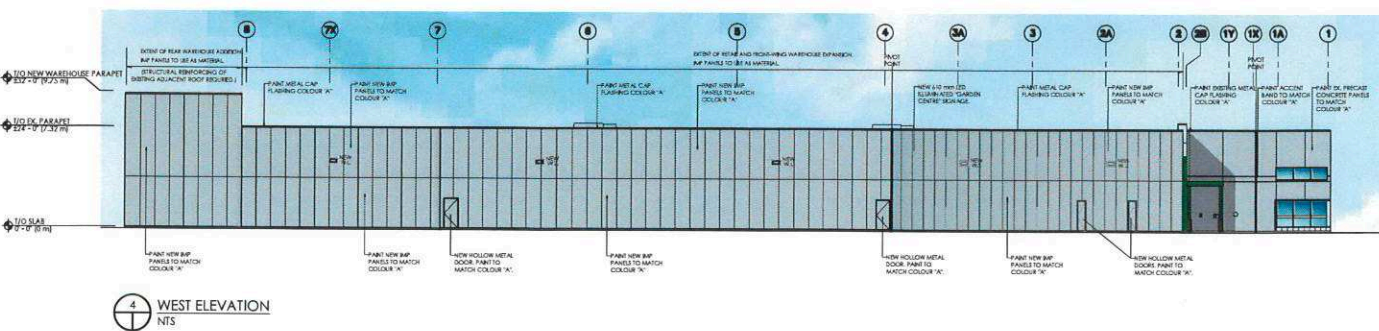 8
7X
7
6
5
4
3A
3
2A
2
2B
1Y
1X
1A
1
EXTENT OF REAR WAREHOUSE ADDITION
IMP PANELS TO USE AS MATERIAL.
(STRUCTURAL REINFORCING OF
EXISTING ADJACENT ROOF REQUIRED.)
EXTENT OF RETAIL AND FRONT-WING WAREHOUSE EXPANSION.
IMP PANELS TO USE AS MATERIAL.
PIVOT
POINT
PIVOT
POINT
T/O NEW WAREHOUSE PARAPET
±32' - 0" (9.75 m)
PAINT METAL CAP
FLASHING COLOUR "A"
PAINT NEW IMP
PANELS TO MATCH
COLOUR "A"
PAINT METAL CAP
FLASHING COLOUR "A"
PAINT NEW IMP
PANELS TO MATCH
COLOUR "A"
NEW 610 mm LED
ILLUMINATED "GARDEN
CENTRE" SIGNAGE.
PAINT METAL CAP
FLASHING COLOUR "A"
PAINT NEW IMP
PANELS TO MATCH
COLOUR "A"
PAINT EXISTING METAL
CAP FLASHING
COLOUR "A"
PAINT ACCENT
BAND TO MATCH
COLOUR "A"
PAINT EX. PRECAST
CONCRETE PANELS
TO MATCH
COLOUR "A"
T/O EX. PARAPET
±24' - 0" (7.32 m)
T/O SLAB
0' - 0" (0 m)
PAINT NEW IMP
PANELS TO MATCH
COLOUR "A"
PAINT NEW IMP
PANELS TO MATCH
COLOUR "A"
NEW HOLLOW METAL
DOOR. PAINT TO
MATCH COLOUR "A".
PAINT NEW IMP
PANELS TO MATCH
COLOUR "A"
NEW HOLLOW METAL
DOOR. PAINT TO
MATCH COLOUR "A".
PAINT NEW IMP
PANELS TO MATCH
COLOUR "A"
NEW HOLLOW METAL
DOORS. PAINT TO
MATCH COLOUR "A".
4
WEST ELEVATION
NTS